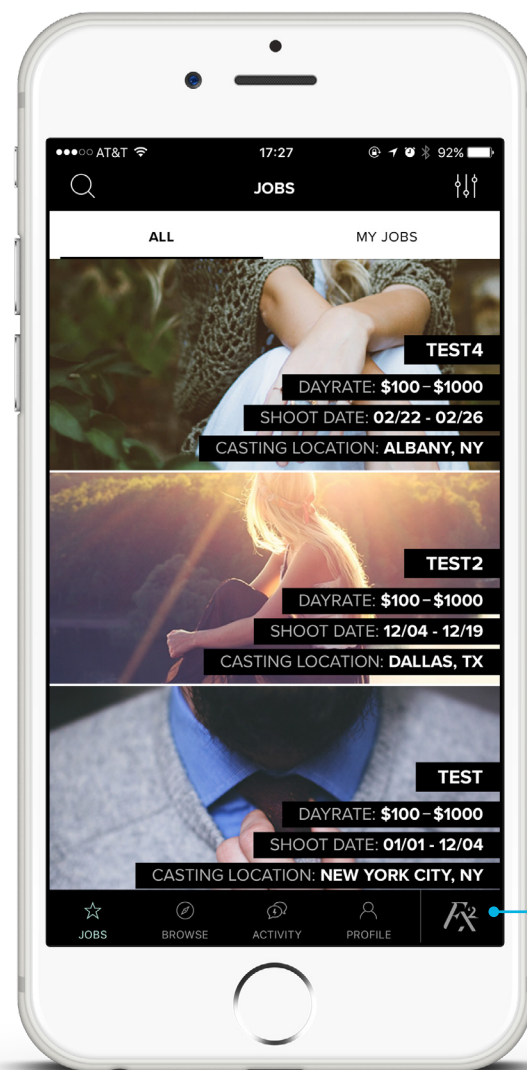 AT&T 17:27 92%
JOBS
ALL MY JOBS
TEST4
DAYRATE: $100–$1000
SHOOT DATE: 02/22 - 02/26
CASTING LOCATION: ALBANY, NY
TEST2
DAYRATE: $100–$1000
SHOOT DATE: 12/04 - 12/19
CASTING LOCATION: DALLAS, TX
TEST
DAYRATE: $100–$1000
SHOOT DATE: 01/01 - 12/04
CASTING LOCATION: NEW YORK CITY, NY
JOBS BROWSE ACTIVITY PROFILE